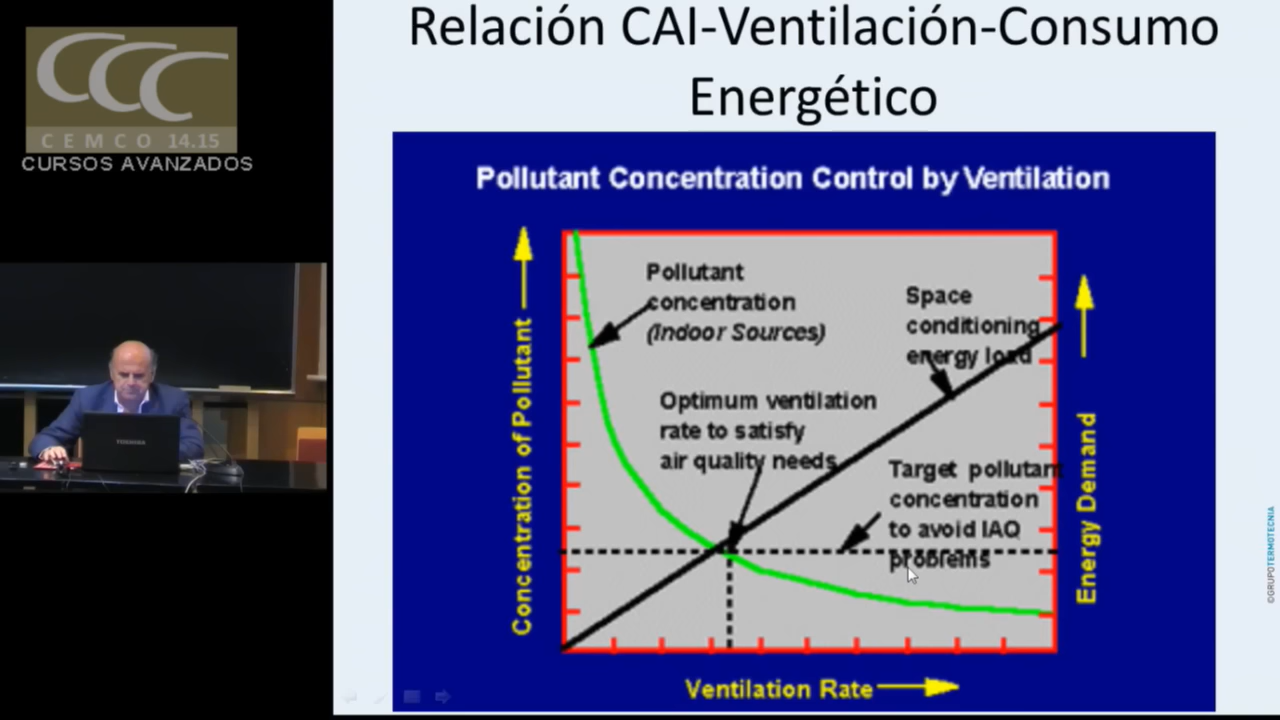 CCC
CEMCO 14.15
CURSOS AVANZADOS
TOSHIBA
Relación CAI-Ventilación-Consumo
Energético
Pollutant Concentration Control by Ventilation
Concentration of Pollutant
Pollutant
concentration
(Indoor Sources)
Space
conditioning
energy load
Optimum ventilation
rate to satisfy
air quality needs
Target pollutant
concentration
to avoid IAQ
problems
Energy Demand
Ventilation Rate
©GRUPOTERMOTECNIA